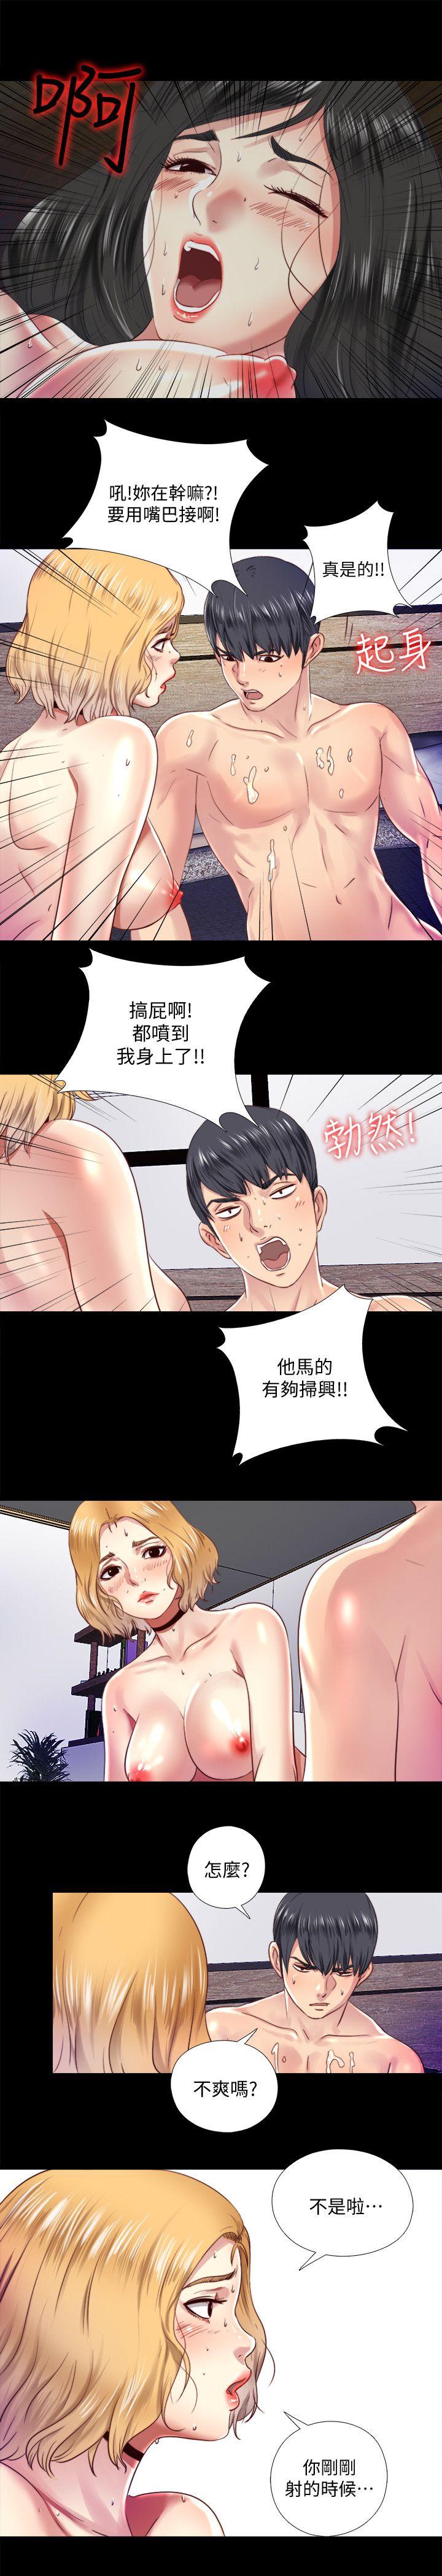 啊
吼!妳在幹嘛?!
要用嘴巴接啊!
真是的!!
起身
搞屁啊!
都噴到
我身上了!!
勃然!
他馬的
有夠掃興!!
怎麼?
不爽嗎?
不是啦…
你剛剛
射的時候…